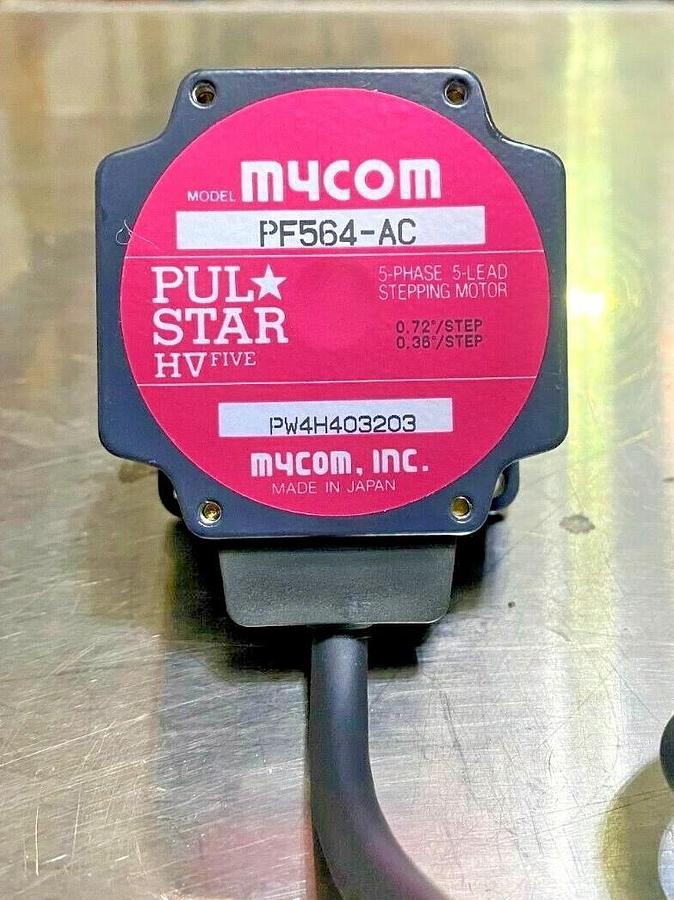 MODEL mycom
PF564-AC
PUL★
STAR
HV FIVE
5-PHASE 5-LEAD
STEPPING MOTOR
0.72°/STEP
0.36°/STEP
PW4H403203
mycom, inc.
MADE IN JAPAN